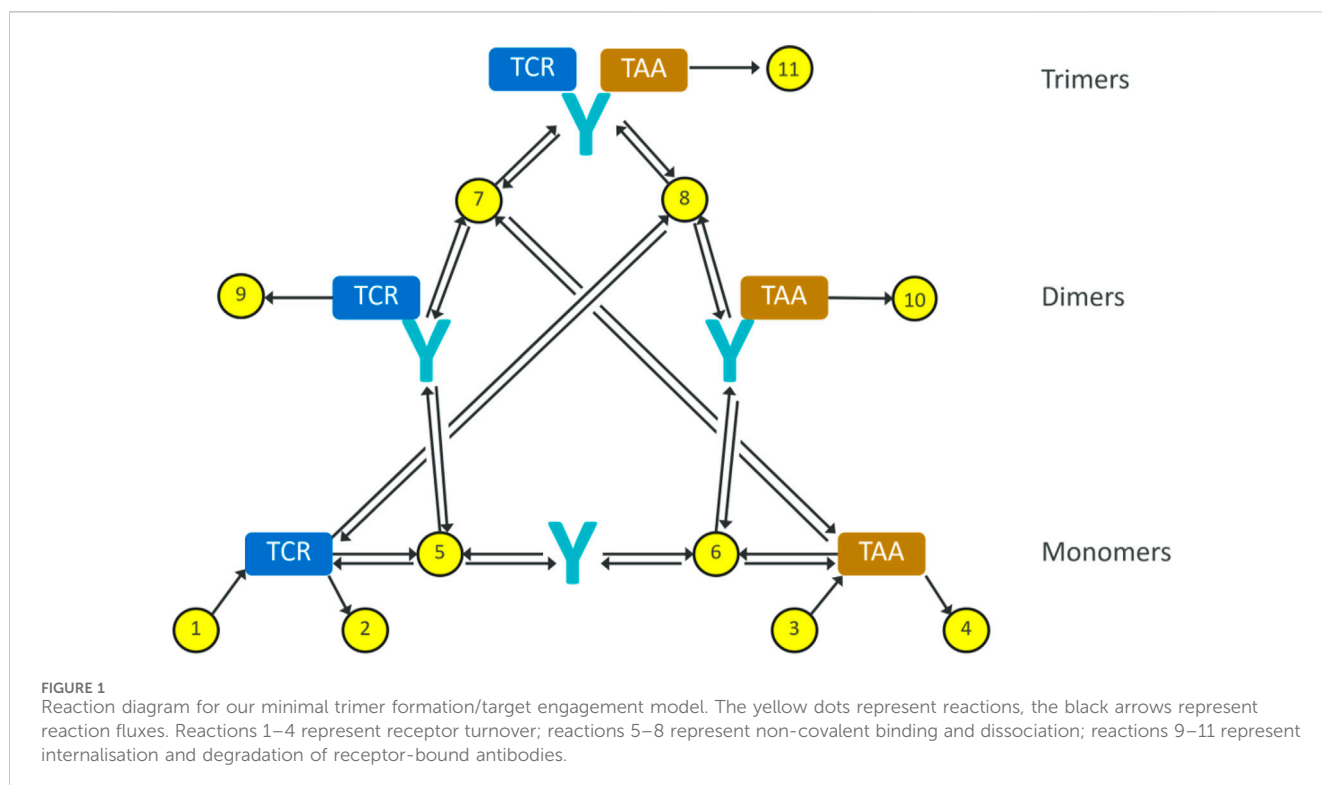 TCR TAA 11 Trimers
7 8
9 TCR TAA 10 Dimers
TCR 5 6 TAA Monomers
1 2 3 4
FIGURE 1
Reaction diagram for our minimal trimer formation/target engagement model. The yellow dots represent reactions, the black arrows represent
reaction fluxes. Reactions 1–4 represent receptor turnover; reactions 5–8 represent non-covalent binding and dissociation; reactions 9–11 represent
internalisation and degradation of receptor-bound antibodies.